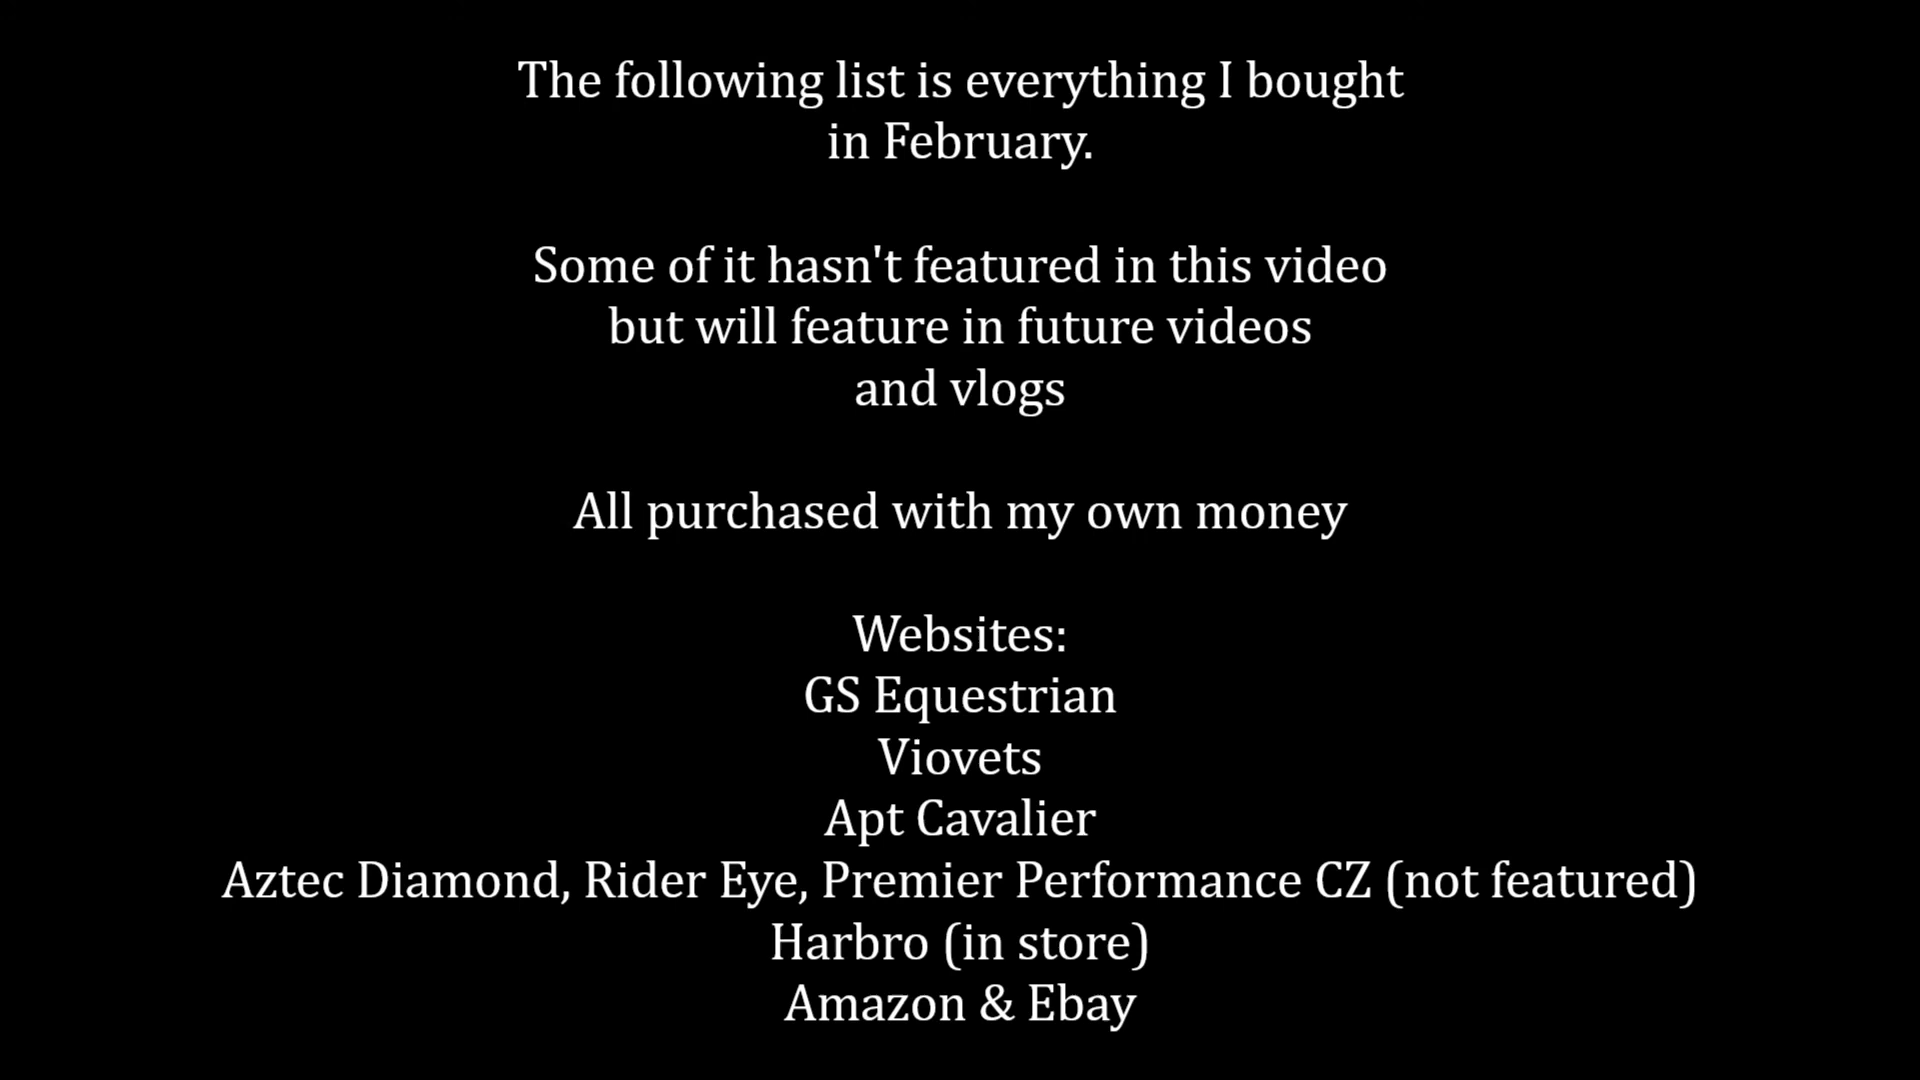 The following list is everything I bought
in February.
Some of it hasn't featured in this video
but will feature in future videos
and vlogs
All purchased with my own money
Websites:
GS Equestrian
Viovets
Apt Cavalier
Aztec Diamond, Rider Eye, Premier Performance CZ (not featured)
Harbro (in store)
Amazon & Ebay